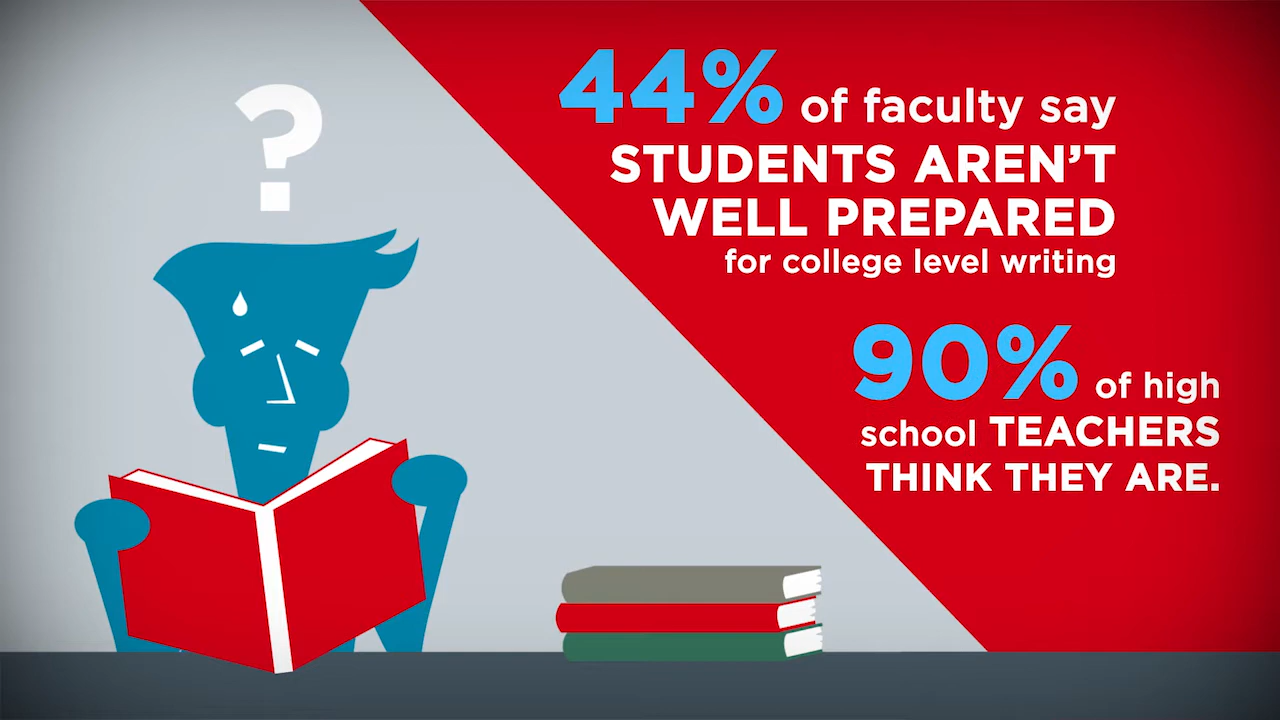 ?
44% of faculty say
STUDENTS AREN’T
WELL PREPARED
for college level writing
90% of high
school TEACHERS
THINK THEY ARE.